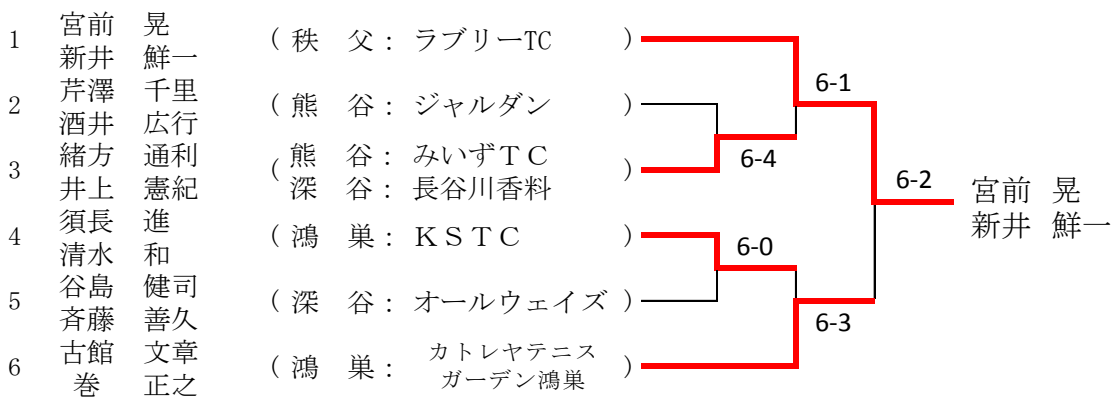 1 宮前 晃 新井 鮮一 ( 秩 父 : ラブリーTC )
2 芹澤 千里 酒井 広行 ( 熊 谷 : ジャルダン )
3 緒方 通利 井上 憲紀 ( 熊 谷 : みいずTC 深 谷 : 長谷川香料 )
4 須長 進 清水 和 ( 鴻 巣 : KSTC )
5 谷島 健司 斉藤 善久 ( 深 谷 : オールウェイズ )
6 古館 文章 巻 正之 ( 鴻 巣 : カトレヤテニス ガーデン鴻巣 )
6-1
6-4
6-2
6-0
6-3
宮前 晃
新井 鮮一